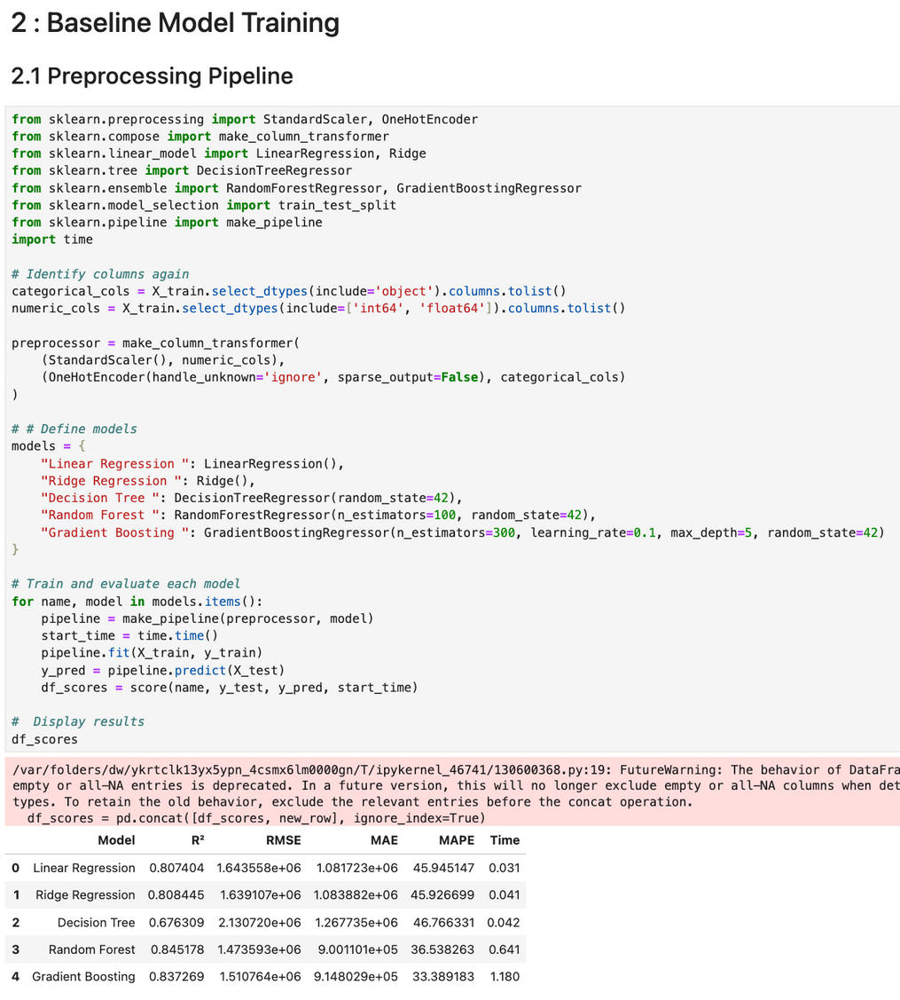 2 : Baseline Model Training
2.1 Preprocessing Pipeline
from sklearn.preprocessing import StandardScaler, OneHotEncoder
from sklearn.compose import make_column_transformer
from sklearn.linear_model import LinearRegression, Ridge
from sklearn.tree import DecisionTreeRegressor
from sklearn.ensemble import RandomForestRegressor, GradientBoostingRegressor
from sklearn.model_selection import train_test_split
from sklearn.pipeline import make_pipeline
import time
# Identify columns again
categorical_cols = X_train.select_dtypes(include='object').columns.tolist()
numeric_cols = X_train.select_dtypes(include=['int64', 'float64']).columns.tolist()
preprocessor = make_column_transformer(
    (StandardScaler(), numeric_cols),
    (OneHotEncoder(handle_unknown='ignore', sparse_output=False), categorical_cols)
)
# # Define models
models = {
    "Linear Regression ": LinearRegression(),
    "Ridge Regression ": Ridge(),
    "Decision Tree ": DecisionTreeRegressor(random_state=42),
    "Random Forest ": RandomForestRegressor(n_estimators=100, random_state=42),
    "Gradient Boosting ": GradientBoostingRegressor(n_estimators=300, learning_rate=0.1, max_depth=5, random_state=42)
}
# Train and evaluate each model
for name, model in models.items():
    pipeline = make_pipeline(preprocessor, model)
    start_time = time.time()
    pipeline.fit(X_train, y_train)
    y_pred = pipeline.predict(X_test)
    df_scores = score(name, y_test, y_pred, start_time)
#  Display results
df_scores
/var/folders/dw/ykrtclk13yx5ypn_4csmx6lm0000gn/T/ipykernel_46741/130600368.py:19: FutureWarning: The behavior of DataFra
empty or all-NA entries is deprecated. In a future version, this will no longer exclude empty or all-NA columns when det
types. To retain the old behavior, exclude the relevant entries before the concat operation.
  df_scores = pd.concat([df_scores, new_row], ignore_index=True)
Model R² RMSE MAE MAPE Time
0 Linear Regression 0.807404 1.643558e+06 1.081723e+06 45.945147 0.031
1 Ridge Regression 0.808445 1.639107e+06 1.083882e+06 45.926699 0.041
2 Decision Tree 0.676309 2.130720e+06 1.267735e+06 46.766331 0.042
3 Random Forest 0.845178 1.473593e+06 9.001101e+05 36.538263 0.641
4 Gradient Boosting 0.837269 1.510764e+06 9.148029e+05 33.389183 1.180